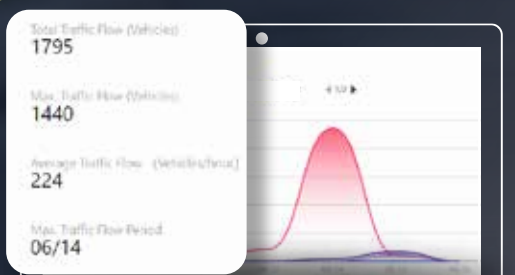 Total Traffic Flow (Vehicles)
1795
Max. Traffic Flow (Vehicles)
1440
Average Traffic Flow (Vehicles/hour)
224
Max. Traffic Flow Period
06/14